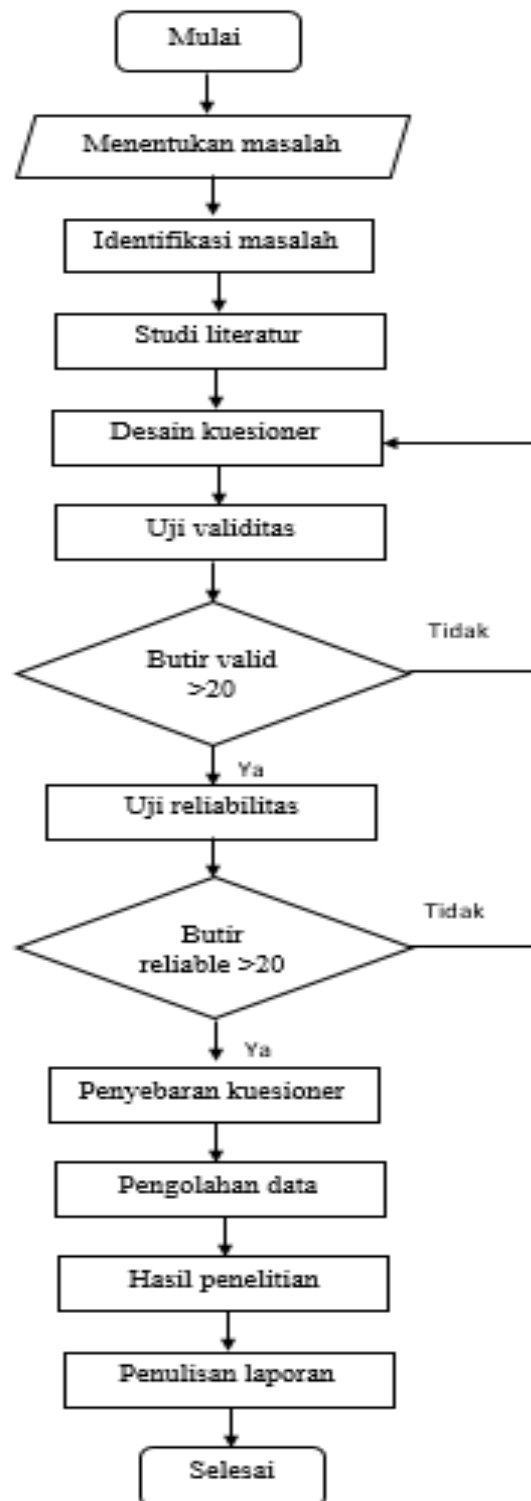 Mulai
Menentukan masalah
Identifikasi masalah
Studi literatur
Desain kuesioner
Uji validitas
Butir valid
>20
Tidak
Ya
Uji reliabilitas
Butir
reliable >20
Tidak
Ya
Penyebaran kuesioner
Pengolahan data
Hasil penelitian
Penulisan laporan
Selesai